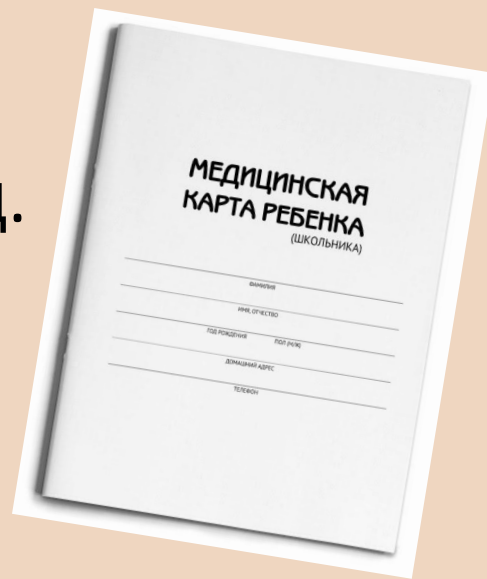 д.
МЕДИЦИНСКАЯ
КАРТА РЕБЕНКА
(ШКОЛЬНИКА)
ФАМИЛИЯ
ИМЯ, ОТЧЕСТВО
ГОД РОЖДЕНИЯ ПОЛ (М/Ж)
ДОМАШНИЙ АДРЕС
ТЕЛЕФОН